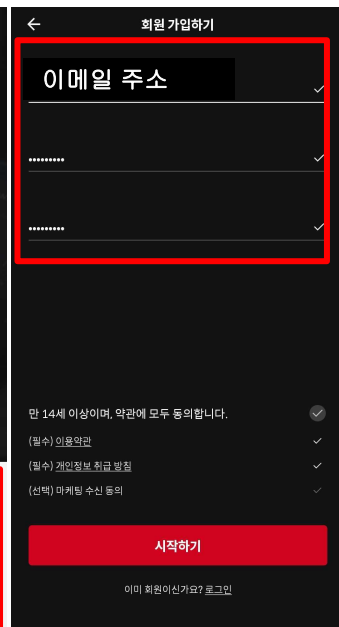 회원 가입하기
이메일 주소
•••••••••
•••••••••
만 14세 이상이며, 약관에 모두 동의합니다.
(필수) 이용약관
(필수) 개인정보 취급 방침
(선택) 마케팅 수신 동의
시작하기
이미 회원이신가요? 로그인